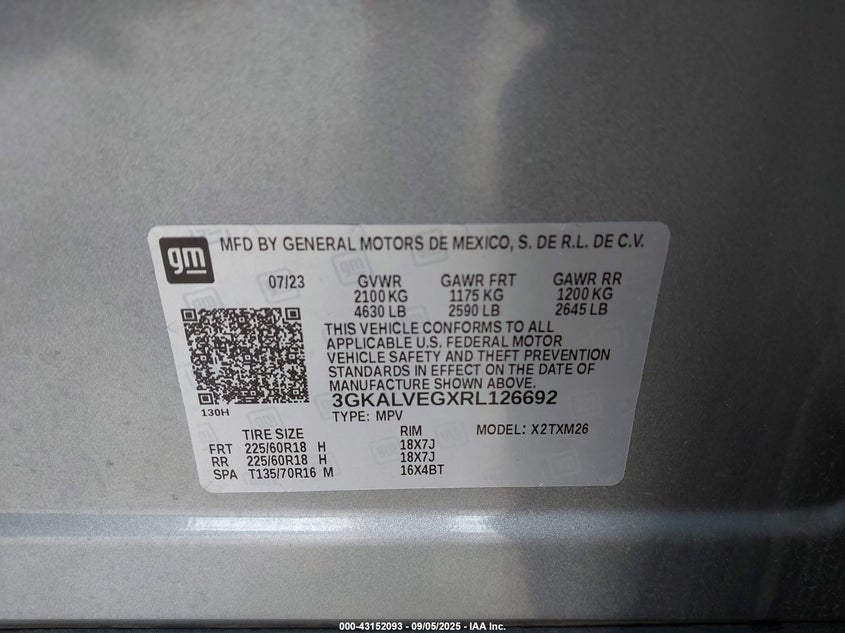 gm
MFD BY GENERAL MOTORS DE MEXICO, S. DE R.L. DE C.V.
07/23 GVWR GAWR FRT GAWR RR
2100 KG 1175 KG 1200 KG
4630 LB 2590 LB 2645 LB
THIS VEHICLE CONFORMS TO ALL
APPLICABLE U.S. FEDERAL MOTOR
VEHICLE SAFETY AND THEFT PREVENTION
STANDARDS IN EFFECT ON THE DATE OF
MANUFACTURE SHOWN ABOVE.
3GKALVEGXRL126692
130H
TYPE: MPV
TIRE SIZE RIM MODEL: X2TXM26
FRT 225/60R18 H 18X7J
RR 225/60R18 H 18X7J
SPA T135/70R16 M 16X4BT
000-43152093 - 09/05/2025 - IAA Inc.